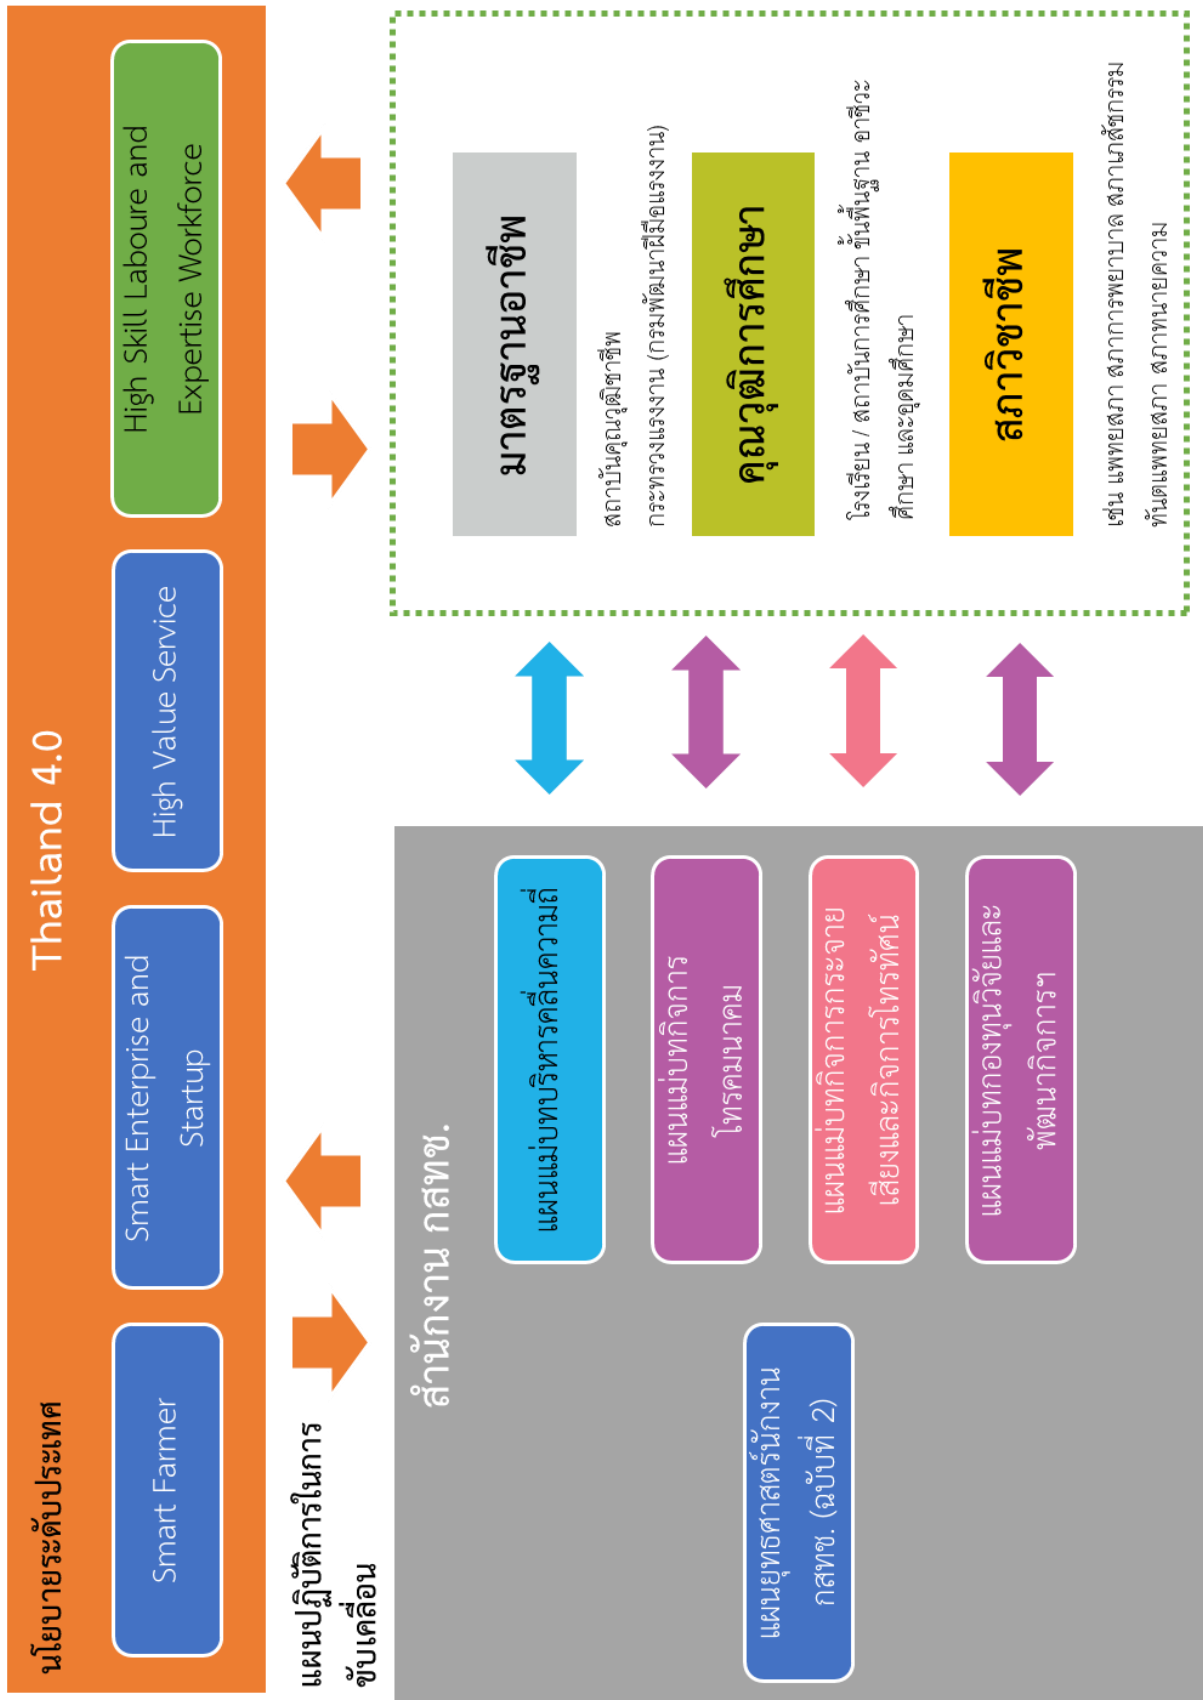 นโยบายระดับประเทศ
Thailand 4.0
Smart Farmer
Smart Enterprise and
Startup
High Value Service
High Skill Laboure and
Expertise Workforce
แผนปฏิบัติการในการ
ขับเคลื่อน
สำนักงาน กสทช.
แผนยุทธศาสตร์นักงาน
กสทช. (ฉบับที่ 2)
แผนแม่บทบริหารคลื่นความถี่
แผนแม่บทกิจการ
โทรคมนาคม
แผนแม่บทกิจการกระจาย
เสียงและกิจการโทรทัศน์
แผนแม่บทกองทุนวิจัยและ
พัฒนากิจการฯ
มาตรฐานอาชีพ
สถาบันคุณวุฒิชาชีพ
กระทรวงแรงงาน (กรมพัฒนาฝีมือแรงงาน)
คุณวุฒิการศึกษา
โรงเรียน / สถาบันการศึกษา ขั้นพื้นฐาน อาชีวะ
ศึกษา และอุดมศึกษา
สภาวิชาชีพ
เช่น แพทยสภา สภาการพยาบาล สภาเภสัชกรรม
ทันตแพทยสภา สภาทนายความ